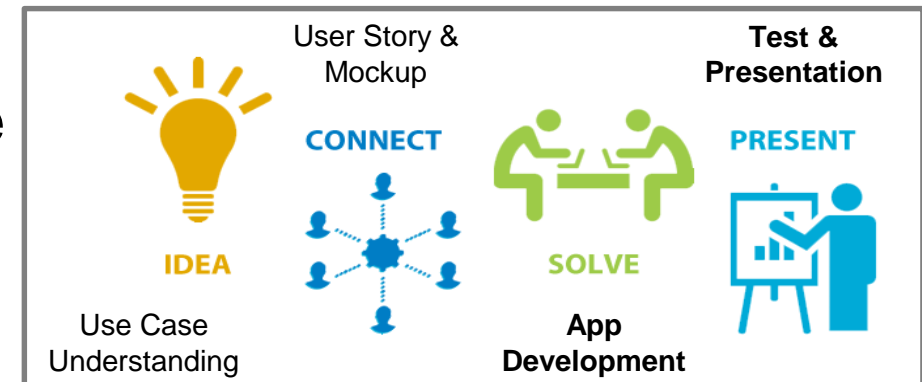 User Story &
Mockup
Test &
Presentation
e
CONNECT
PRESENT
IDEA
SOLVE
Use Case
Understanding
App
Development